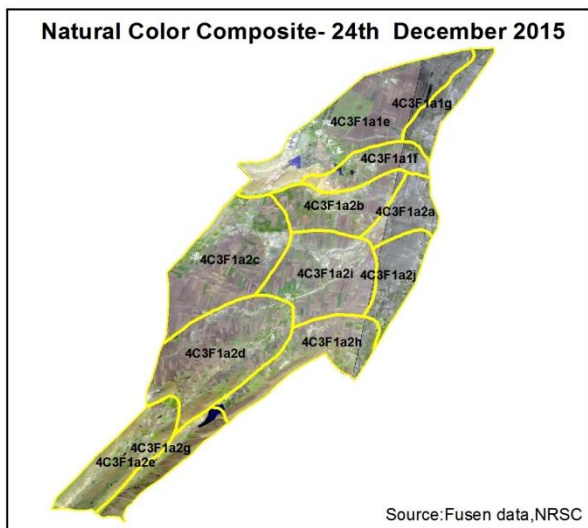 Natural Color Composite- 24th December 2015
4C3F1a1g
4C3F1a1e
4C3F1a1f
4C3F1a2b
4C3F1a2a
4C3F1a2c
4C3F1a2i
4C3F1a2j
4C3F1a2h
4C3F1a2d
4C3F1a2g
4C3F1a2e
Source:Fusen data,NRSC